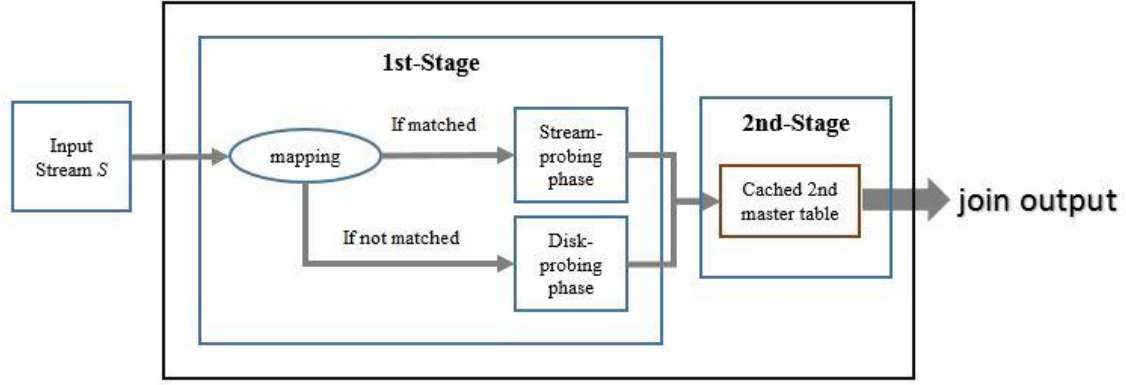 1st-Stage
2nd-Stage
Input
Stream S
mapping
If matched
If not matched
Stream-
probing
phase
Disk-
probing
phase
Cached 2nd
master table
join output